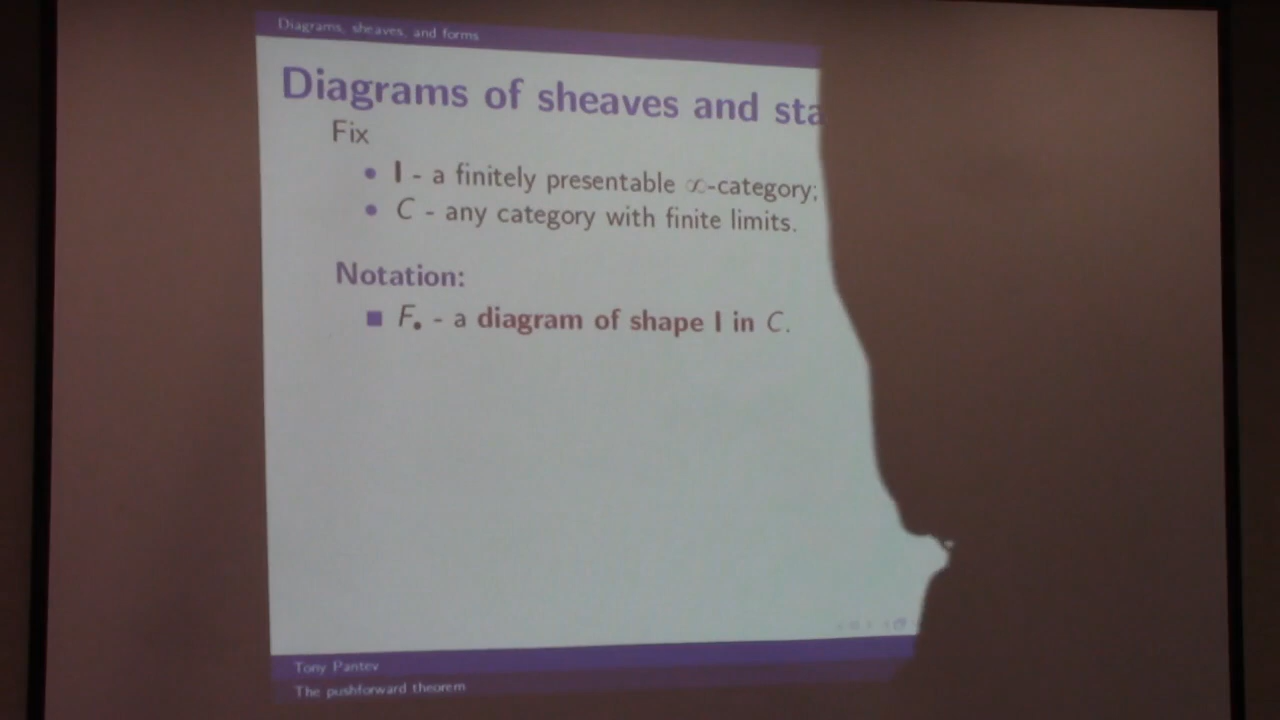 Diagrams, sheaves, and forms
Diagrams of sheaves and sta
Fix
• I - a finitely presentable ∞-category;
• C - any category with finite limits.
Notation:
■ F• - a diagram of shape I in C.
Tony Pantev
The pushforward theorem